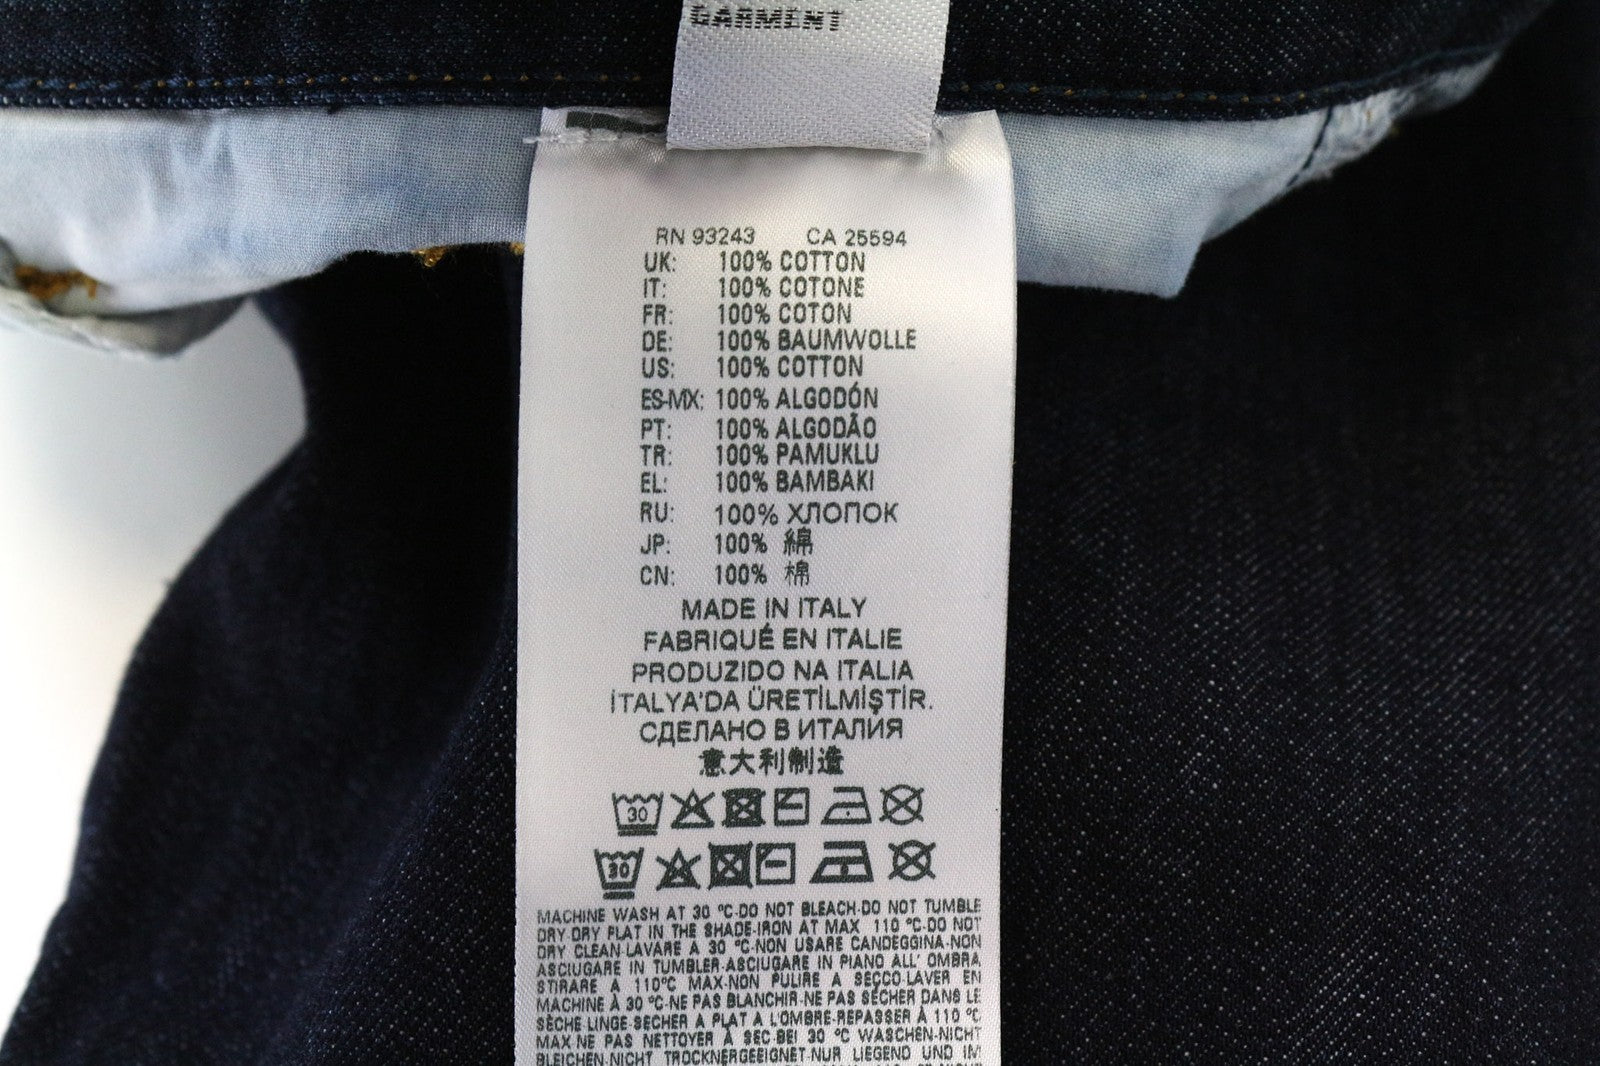 GARMENT
RN 93243 CA 25594
UK: 100% COTTON
IT: 100% COTONE
FR: 100% COTON
DE: 100% BAUMWOLLE
US: 100% COTTON
ES-MX: 100% ALGODÓN
PT: 100% ALGODÃO
TR: 100% PAMUKLU
EL: 100% BAMBAKI
RU: 100% ХЛОПОК
JP: 100% 綿
CN: 100% 棉
MADE IN ITALY
FABRIQUÉ EN ITALIE
PRODUZIDO NA ITALIA
İTALYA'DA ÜRETİLMİŞTİR.
СДЕЛАНО В ИТАЛИЯ
意大利制造
30
30
MACHINE WASH AT 30 °C-DO NOT BLEACH-DO NOT TUMBLE
DRY-DRY FLAT IN THE SHADE-IRON AT MAX 110 °C-DO NOT
DRY CLEAN-LAVARE A 30 °C-NON USARE CANDEGGINA-NON
ASCIUGARE IN TUMBLER-ASCIUGARE IN PIANO ALL' OMBRA
STIRARE A 110°C MAX-NON PULIRE A SECCO-LAVER EN
MACHINE À 30 °C-NE PAS BLANCHIR-NE PAS SÉCHER DANS LE
SÈCHE-LINGE-SÉCHER A PLAT A L'OMBRE-REPASSER À 110 °C
MAX-NE PAS NETTOYER À SEC-BEI 30 °C WASCHEN-NICHT
BLEICHEN-NICHT TROCKNERGEEIGNET-NUR LIEGEND UND IM